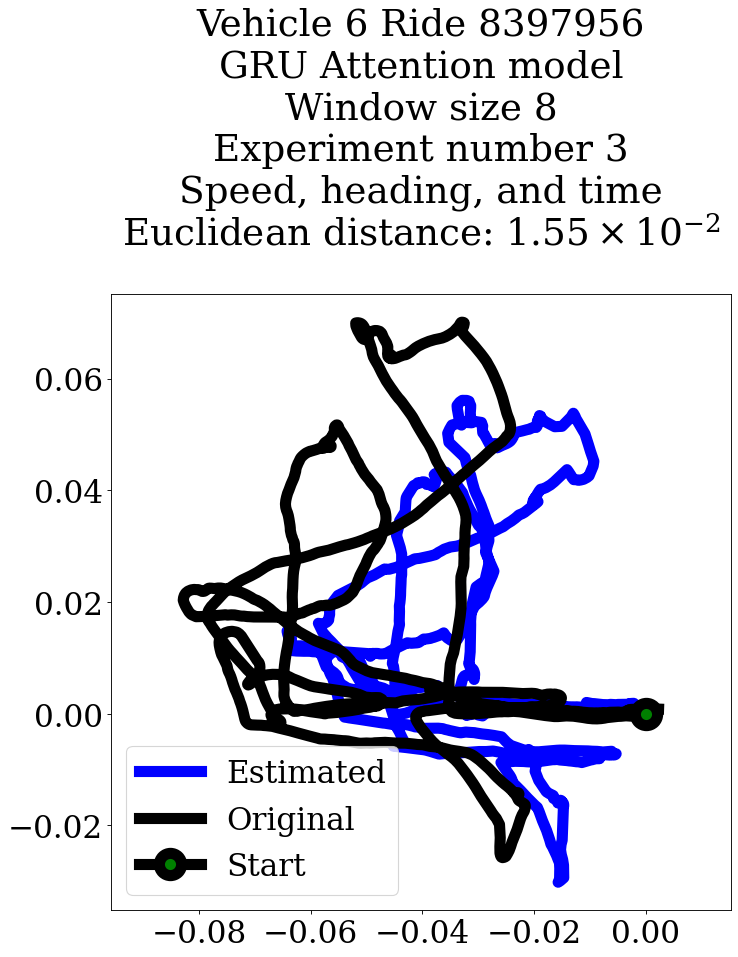 Vehicle 6 Ride 8397956
GRU Attention model
Window size 8
Experiment number 3
Speed, heading, and time
Euclidean distance: 1.55 × 10⁻²
0.06
0.04
0.02
0.00
−0.02
Estimated
Original
Start
−0.08 −0.06 −0.04 −0.02 0.00